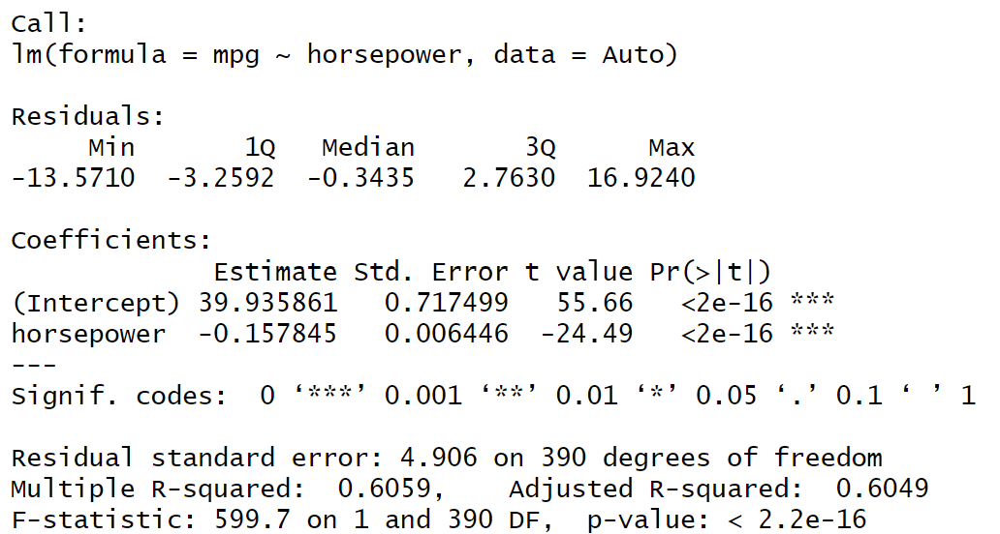 Call:
lm(formula = mpg ~ horsepower, data = Auto)
Residuals:
     Min       1Q   Median       3Q      Max
-13.5710  -3.2592  -0.3435   2.7630  16.9240
Coefficients:
             Estimate Std. Error t value Pr(>|t|)
(Intercept) 39.935861   0.717499   55.66   <2e-16 ***
horsepower  -0.157845   0.006446  -24.49   <2e-16 ***
---
Signif. codes:  0 ‘***’ 0.001 ‘**’ 0.01 ‘*’ 0.05 ‘.’ 0.1 ‘ ’ 1
Residual standard error: 4.906 on 390 degrees of freedom
Multiple R-squared:  0.6059,    Adjusted R-squared:  0.6049
F-statistic: 599.7 on 1 and 390 DF,  p-value: < 2.2e-16